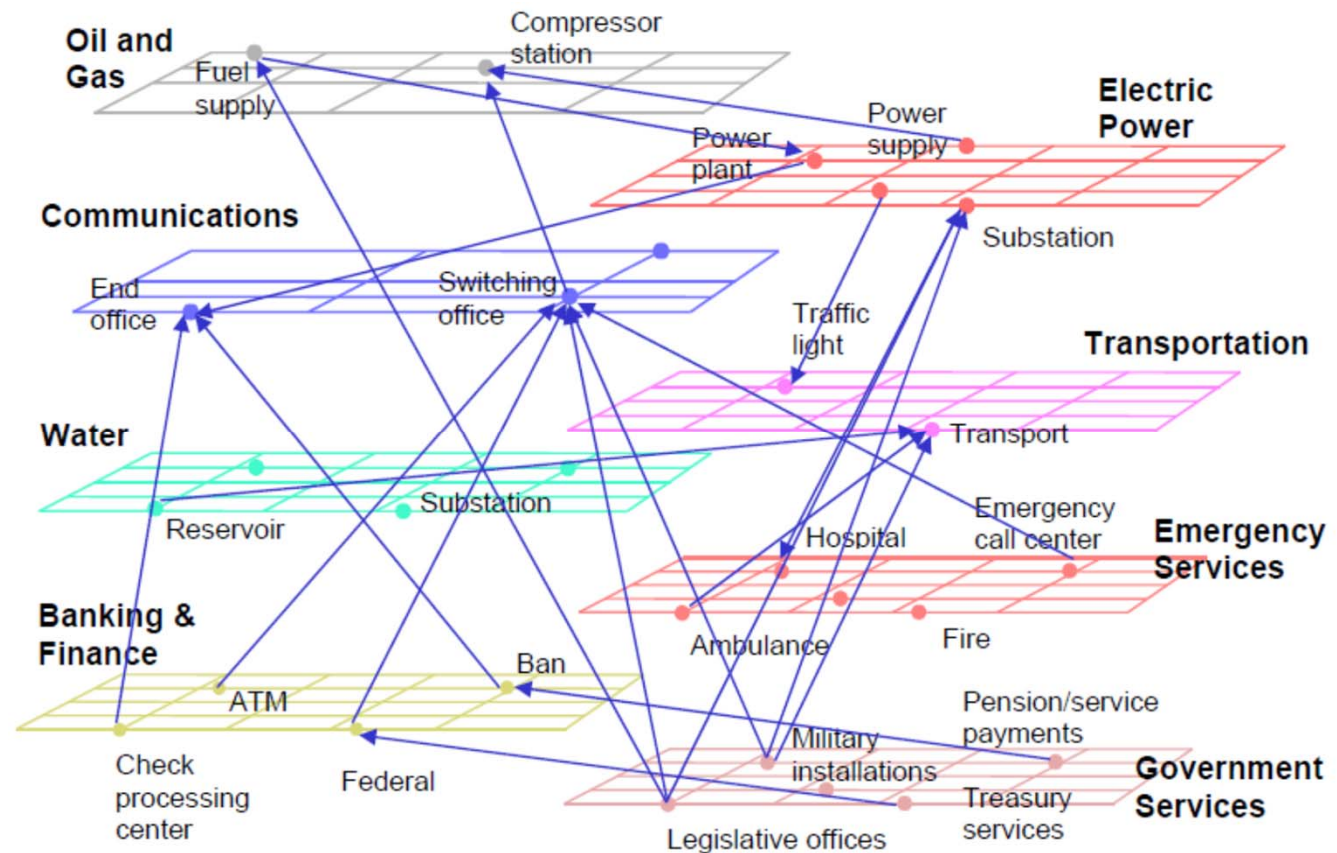 Oil and
Gas
Compressor
station
Fuel
supply
Electric
Power
Power
supply
Power
plant
Substation
Communications
End
office
Switching
office
Traffic
light
Transportation
Transport
Water
Substation
Reservoir
Hospital
Emergency
call center
Emergency
Services
Ambulance
Fire
Banking &
Finance
Ban
ATM
Check
processing
center
Federal
Pension/service
payments
Military
installations
Government
Services
Treasury
services
Legislative offices